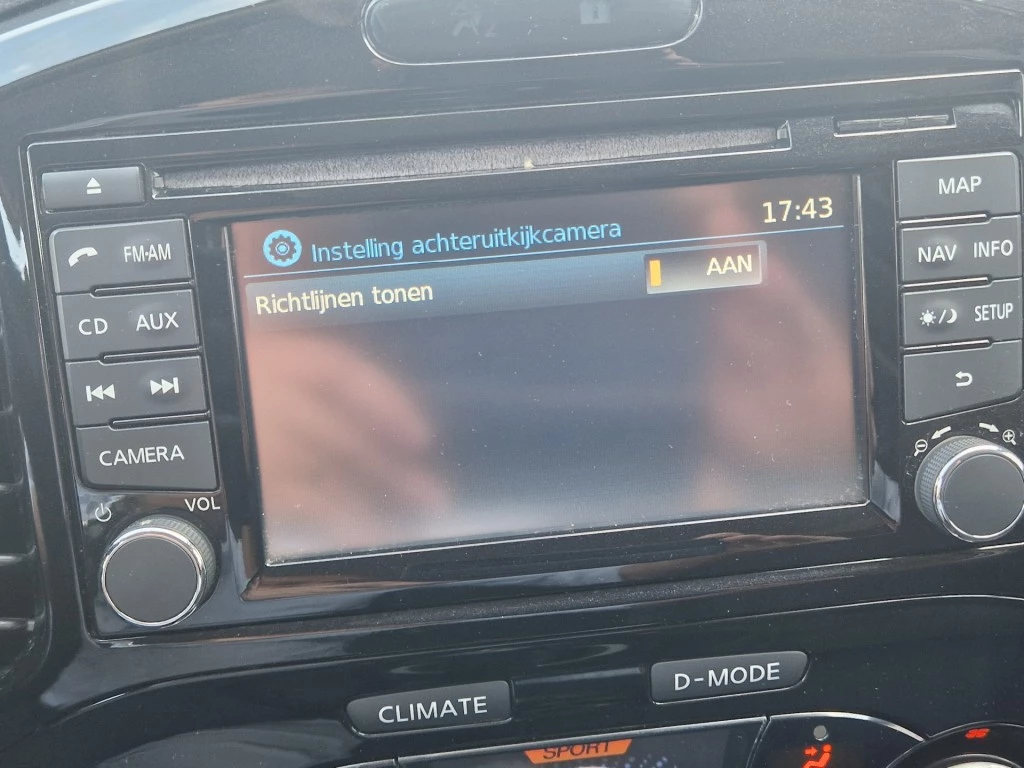 17:43
Instelling achteruitkijkcamera
Richtlijnen tonen AAN
FM·AM
CD AUX
CAMERA
VOL
MAP
NAV INFO
SETUP
CLIMATE
D-MODE
SPORT